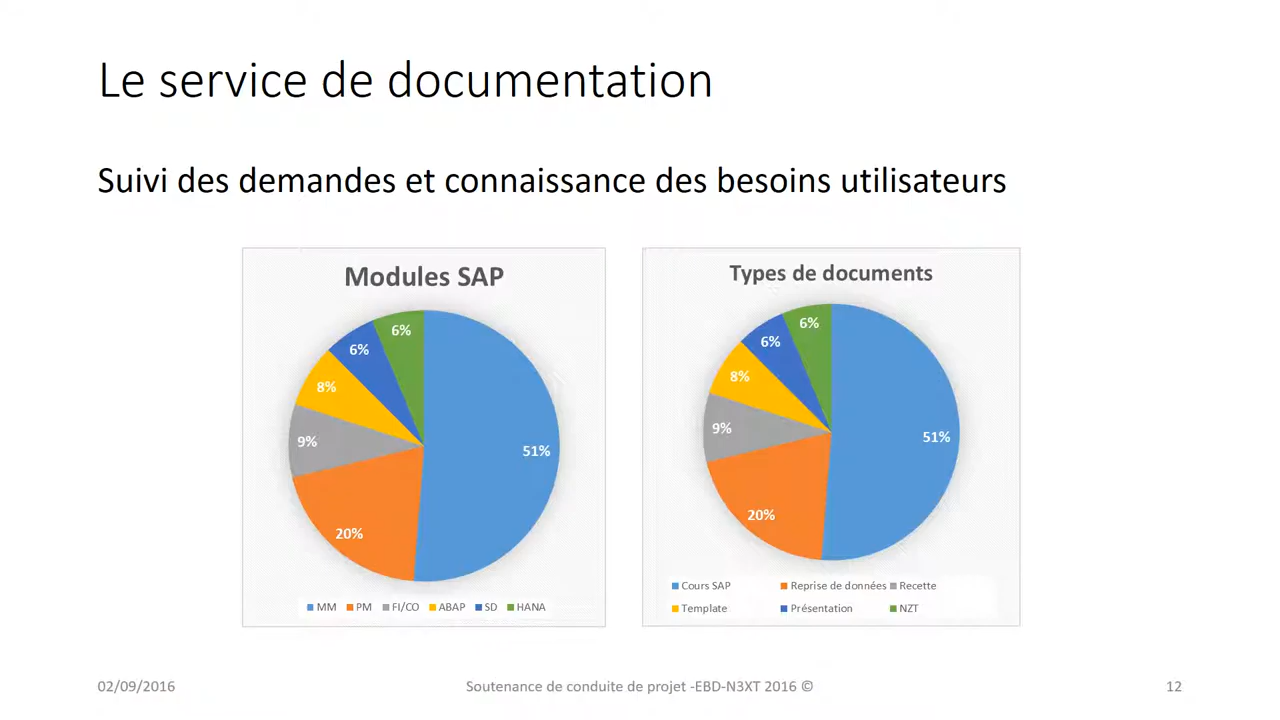 Le service de documentation
Suivi des demandes et connaissance des besoins utilisateurs
Modules SAP
6%
6%
8%
9%
51%
20%
MM PM FI/CO ABAP SD HANA
Types de documents
6%
6%
8%
9%
51%
20%
Cours SAP Reprise de données Recette
Template Présentation NZT
02/09/2016 Soutenance de conduite de projet -EBD-N3XT 2016 © 12